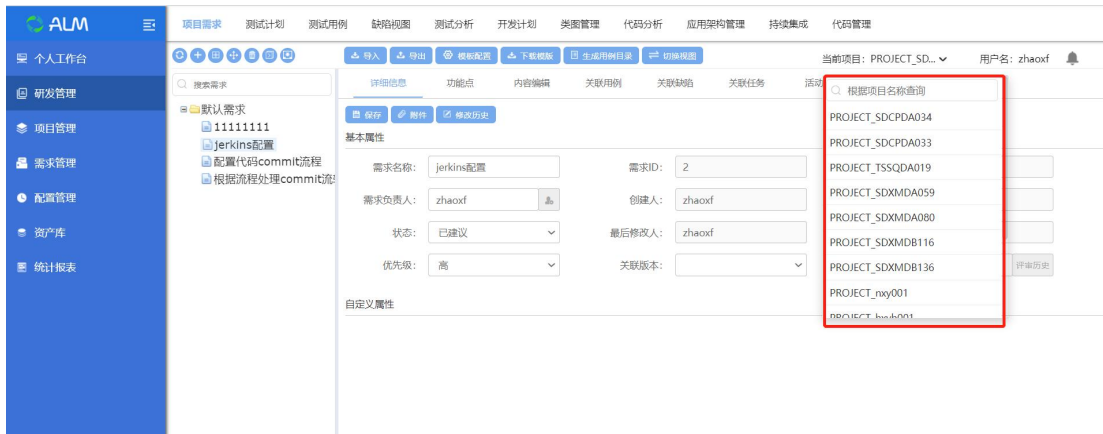 ALM
项目需求 测试计划 测试用例 缺陷视图 测试分析 开发计划 类图管理 代码分析 应用架构管理 持续集成 代码管理
个人工作台
研发管理
项目管理
需求管理
配置管理
资产库
统计报表
搜索需求
默认需求
11111111
jerkins配置
配置代码commit流程
根据流程处理commit流
导入 导出 模板配置 下载模版 生成用例目录 切换视图
当前项目: PROJECT_SD... 用户名: zhaoxf
详细信息 功能点 内容编辑 关联用例 关联缺陷 关联任务 活动
保存 附件 修改历史
基本属性
需求名称: jerkins配置 需求ID: 2
需求负责人: zhaoxf 创建人: zhaoxf
状态: 已建议 最后修改人: zhaoxf
优先级: 高 关联版本: 评审历史
自定义属性
根据项目名称查询
PROJECT_SDCPDA034
PROJECT_SDCPDA033
PROJECT_TSSQDA019
PROJECT_SDXMDA059
PROJECT_SDXMDA080
PROJECT_SDXMDB116
PROJECT_SDXMDB136
PROJECT_nxy001